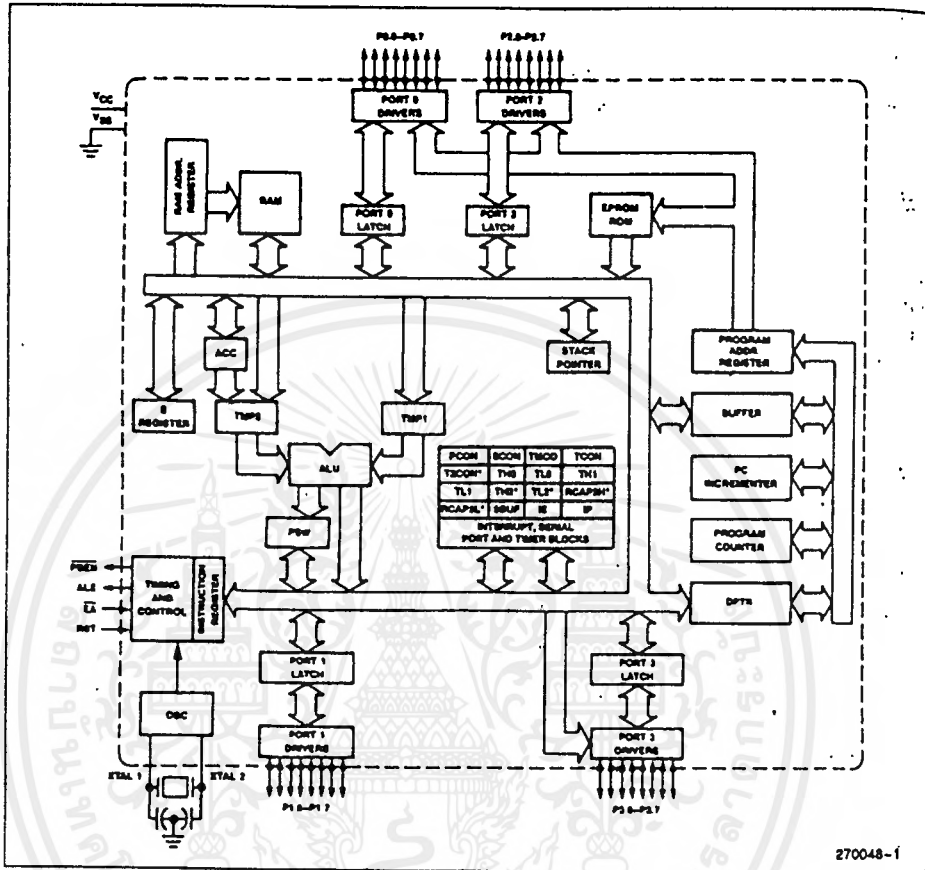 P0.0–P0.7
P2.0–P2.7
VCC
VSS
PORT 0
DRIVERS
PORT 2
DRIVERS
RAM ADDR.
REGISTER
RAM
PORT 0
LATCH
PORT 2
LATCH
EPROM
ROM
ACC
STACK
POINTER
PROGRAM
ADDR
REGISTER
B
REGISTER
TMP2
TMP1
BUFFER
ALU
PCON SCON TMOD TCON
T2CON* TH0 TL0 TH1
TL1 TH2* TL2* RCAP2H*
RCAP2L* SBUF IE IP
INTERRUPT, SERIAL
PORT AND TIMER BLOCKS
PC
INCREMENTER
PSW
PROGRAM
COUNTER
PSEN
ALE
EA
RST
TIMING
AND
CONTROL
INSTRUCTION
REGISTER
DPTR
PORT 1
LATCH
PORT 3
LATCH
OSC
PORT 1
DRIVERS
PORT 3
DRIVERS
XTAL 1
XTAL 2
P1.0–P1.7
P3.0–P3.7
270048-1